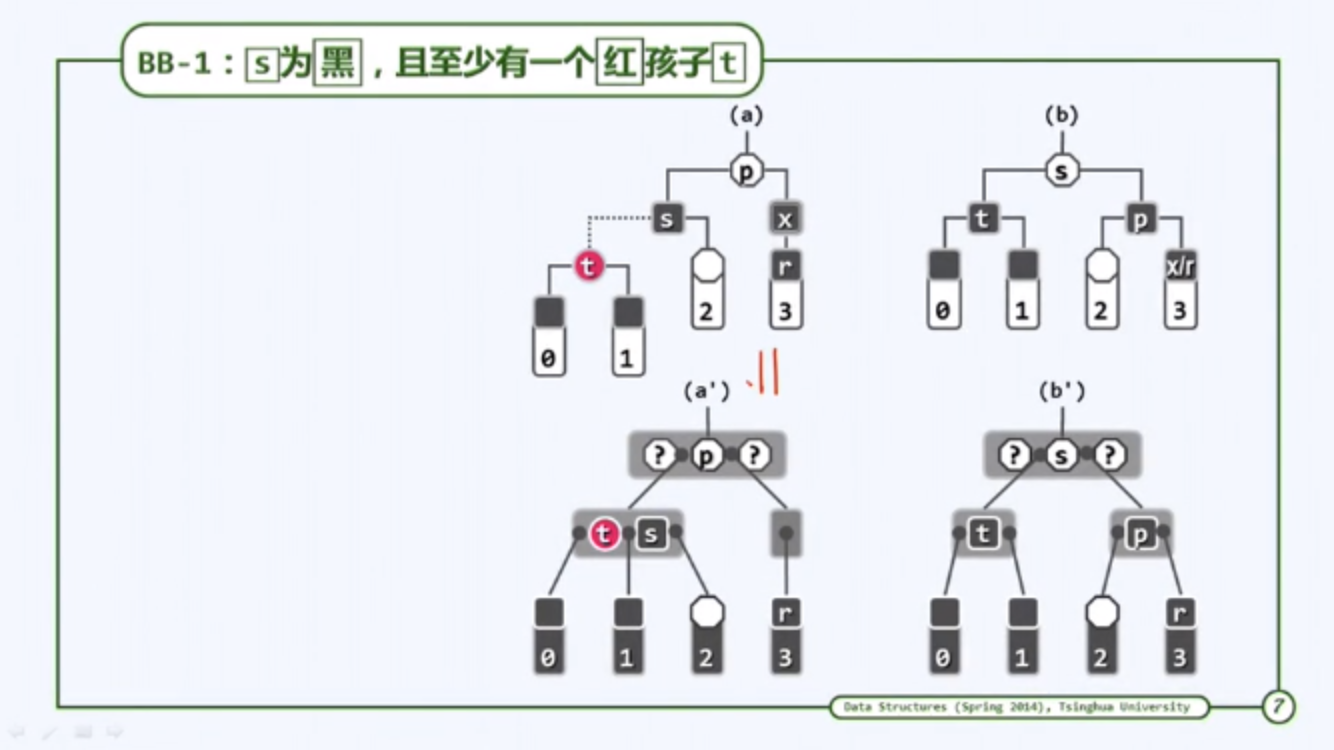 BB-1：s为黑，且至少有一个红孩子t
(a) (b)
p s
s x t p
t r x/r
2 3 0 1 2 3
0 1
(a') (b')
? p ? ? s ?
t s t p
r r
0 1 2 3 0 1 2 3
Data Structures (Spring 2014), Tsinghua University 7